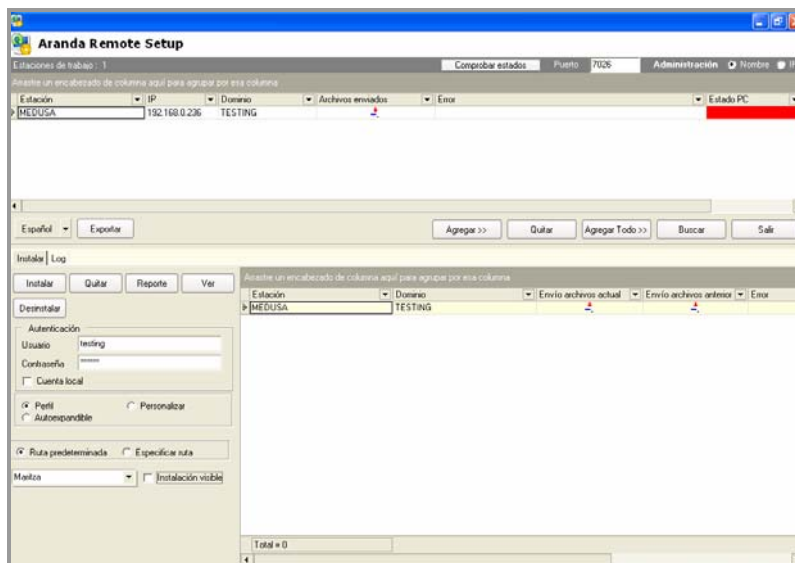 Aranda Remote Setup
Estaciones de trabajo : 1 Comprobar estados Puerto 7026 Administración Nombre IP
Arrastre un encabezado de columna aquí para agrupar por esa columna
Estación IP Dominio Archivos enviados Error Estado PC
MEDUSA 192.168.0.236 TESTING
Español Exportar Agregar >> Quitar Agregar Todo >> Buscar Salir
Instalar Log
Instalar Quitar Reporte Ver
Arrastre un encabezado de columna aquí para agrupar por esa columna
Desinstalar
Estación Dominio Envío archivos actual Envío archivos anterior Error
MEDUSA TESTING
Autenticación
Usuario testing
Contraseña
Cuenta local
Perfil Personalizar
Autoexpandible
Ruta predeterminada Especificar ruta
Maritza Instalación visible
Total = 0